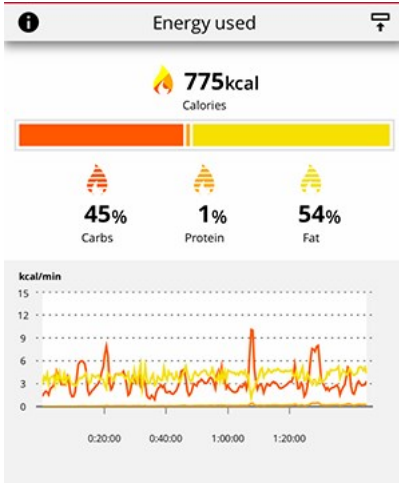 i Energy used
775kcal
Calories
45% 1% 54%
Carbs Protein Fat
kcal/min
15
12
9
6
3
0
0:20:00 0:40:00 1:00:00 1:20:00